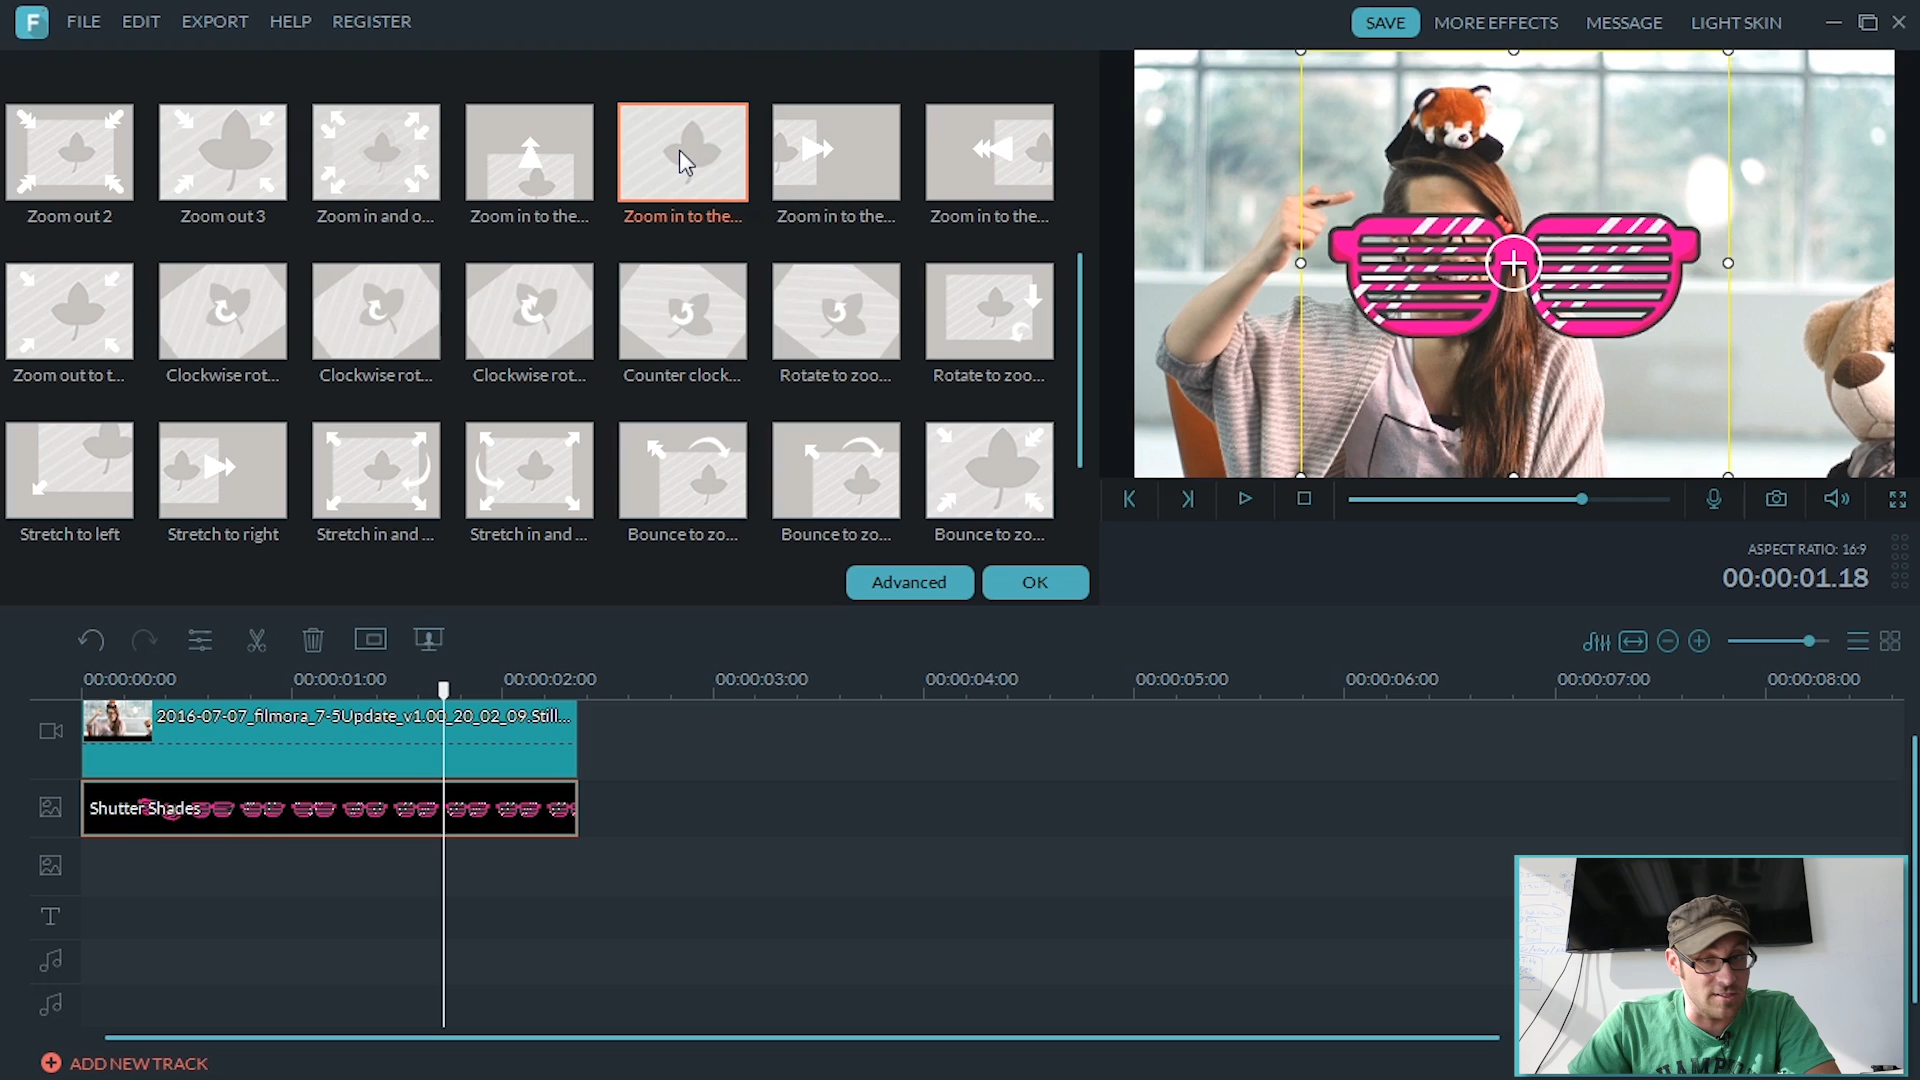 F FILE EDIT EXPORT HELP REGISTER SAVE MORE EFFECTS MESSAGE LIGHT SKIN
Zoom out 2 Zoom out 3 Zoom in and o... Zoom in to the... Zoom in to the... Zoom in to the... Zoom in to the...
Zoom out to t... Clockwise rot... Clockwise rot... Clockwise rot... Counter clock... Rotate to zoo... Rotate to zoo...
Stretch to left Stretch to right Stretch in and ... Stretch in and ... Bounce to zo... Bounce to zo... Bounce to zo...
Advanced OK
ASPECT RATIO: 16:9
00:00:01.18
00:00:00:00 00:00:01:00 00:00:02:00 00:00:03:00 00:00:04:00 00:00:05:00 00:00:06:00 00:00:07:00 00:00:08:00
2016-07-07_filmora_7-5Update_v1.00_20_02_09.Still...
Shutter Shades
T
ADD NEW TRACK